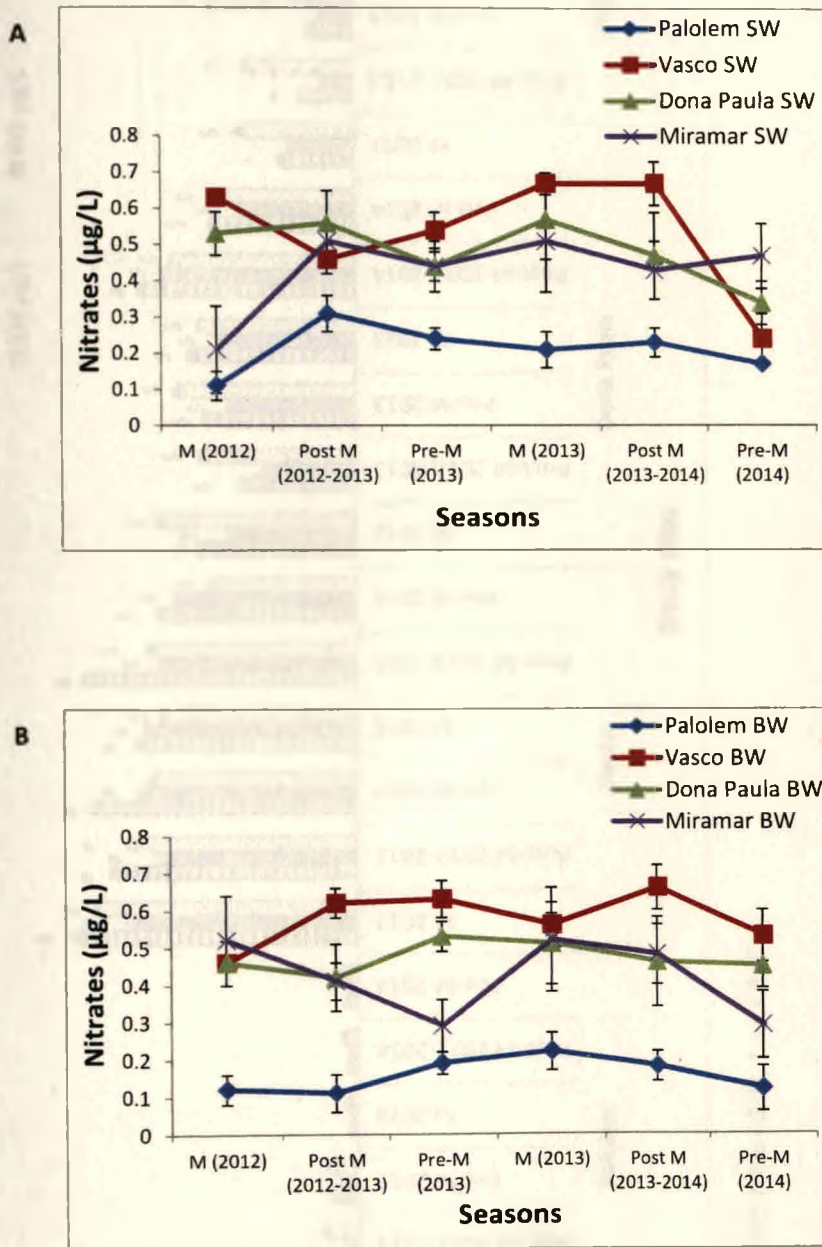 A
Palolem SW
Vasco SW
Dona Paula SW
Miramar SW
Nitrates (µg/L)
0.8
0.7
0.6
0.5
0.4
0.3
0.2
0.1
0
M (2012)
Post M
(2012-2013)
Pre-M
(2013)
M (2013)
Post M
(2013-2014)
Pre-M
(2014)
Seasons
B
Palolem BW
Vasco BW
Dona Paula BW
Miramar BW
Nitrates (µg/L)
0.8
0.7
0.6
0.5
0.4
0.3
0.2
0.1
0
M (2012)
Post M
(2012-2013)
Pre-M
(2013)
M (2013)
Post M
(2013-2014)
Pre-M
(2014)
Seasons